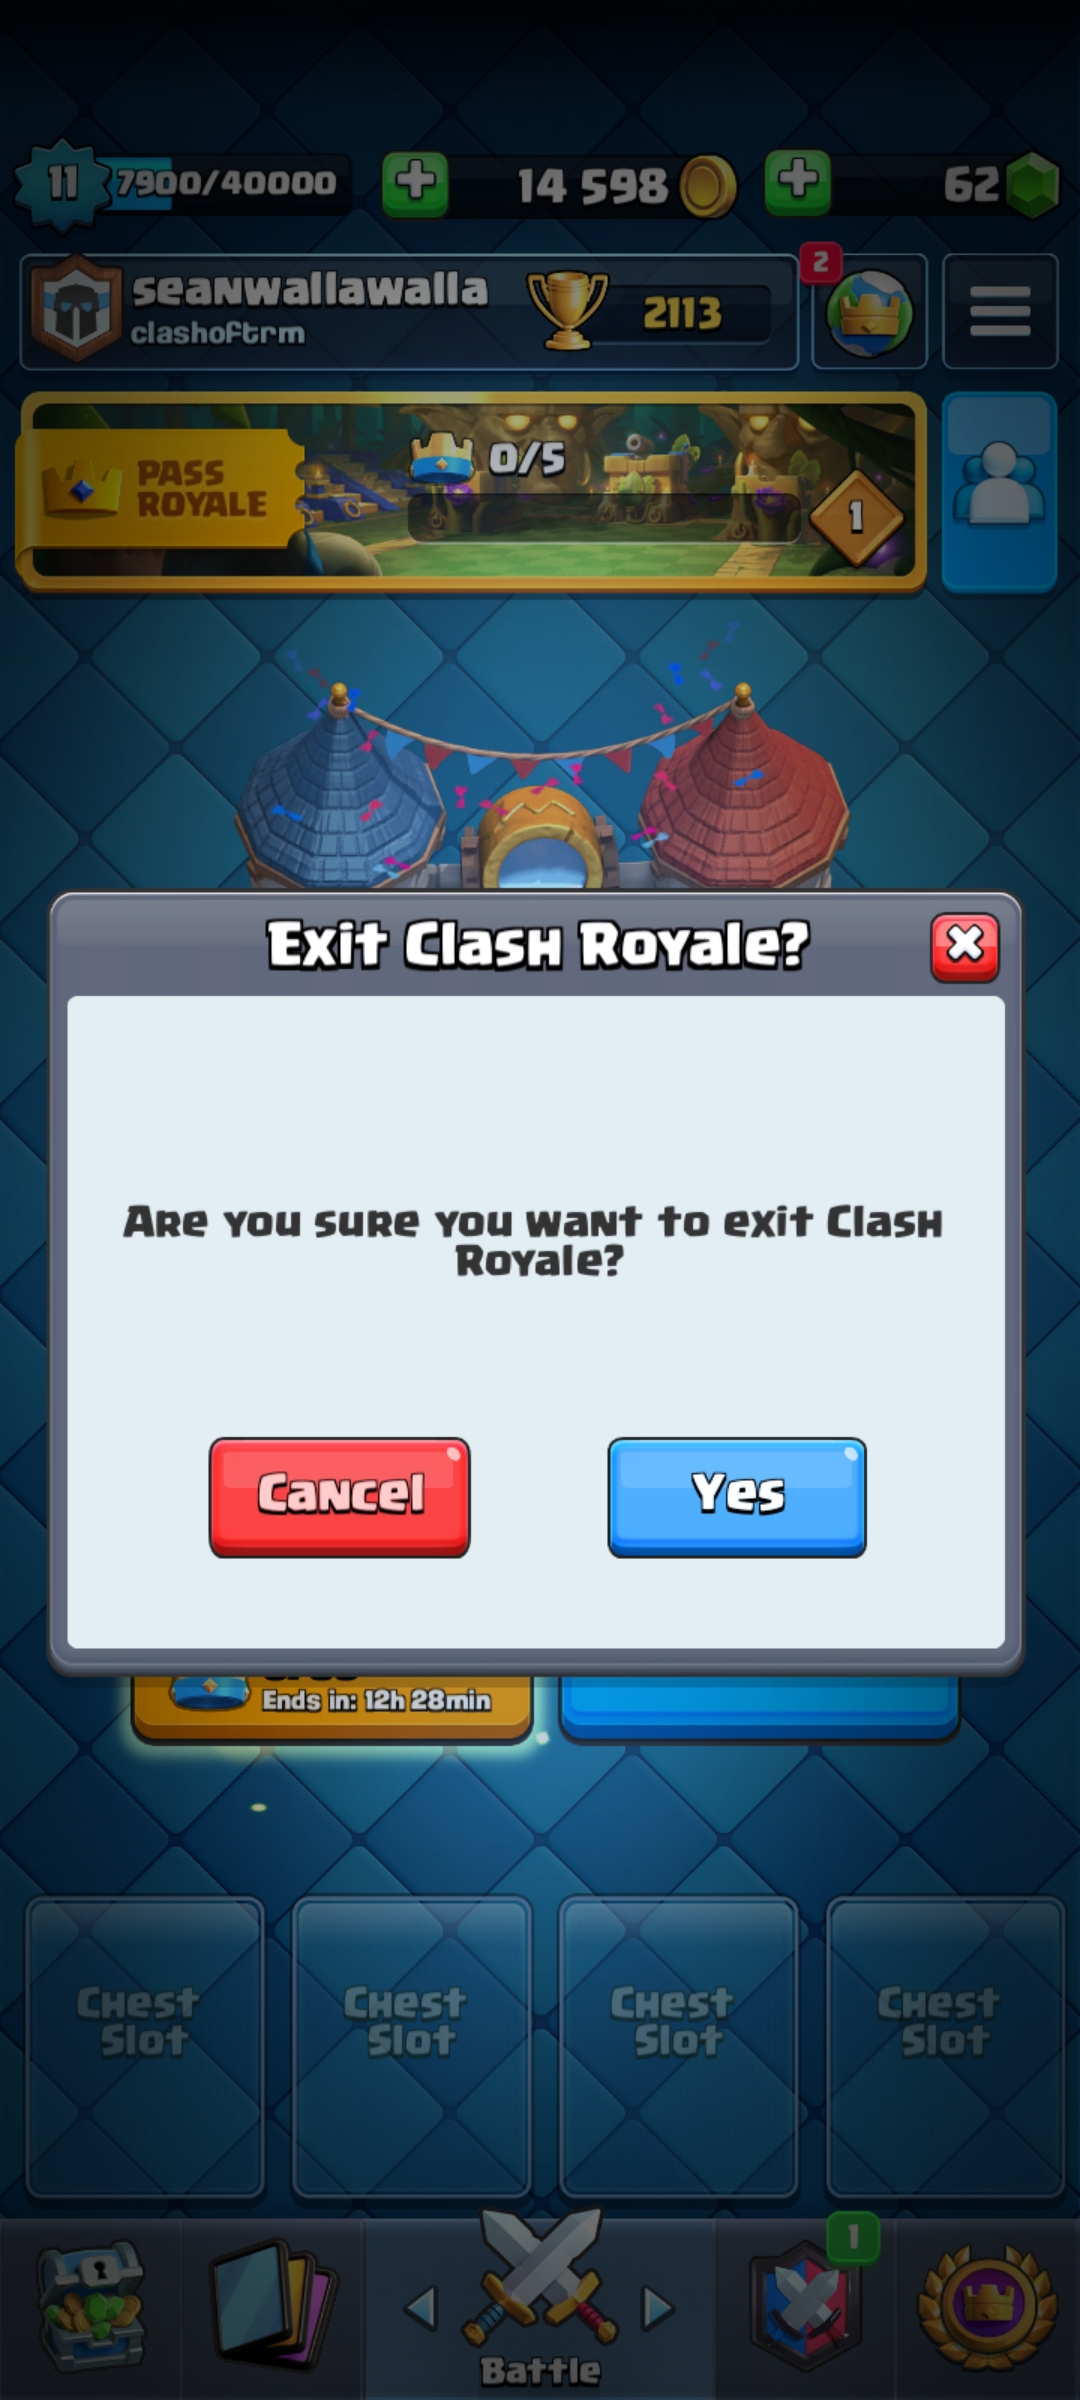 11 7900/40000 14 598 62
seanwallawalla 2113 2
clashoftrm
PASS
ROYALE
0/5
1
Exit Clash Royale?
Are you sure you want to exit Clash
Royale?
Cancel Yes
Ends in: 12h 28min
Chest
Slot
Chest
Slot
Chest
Slot
Chest
Slot
1
Battle